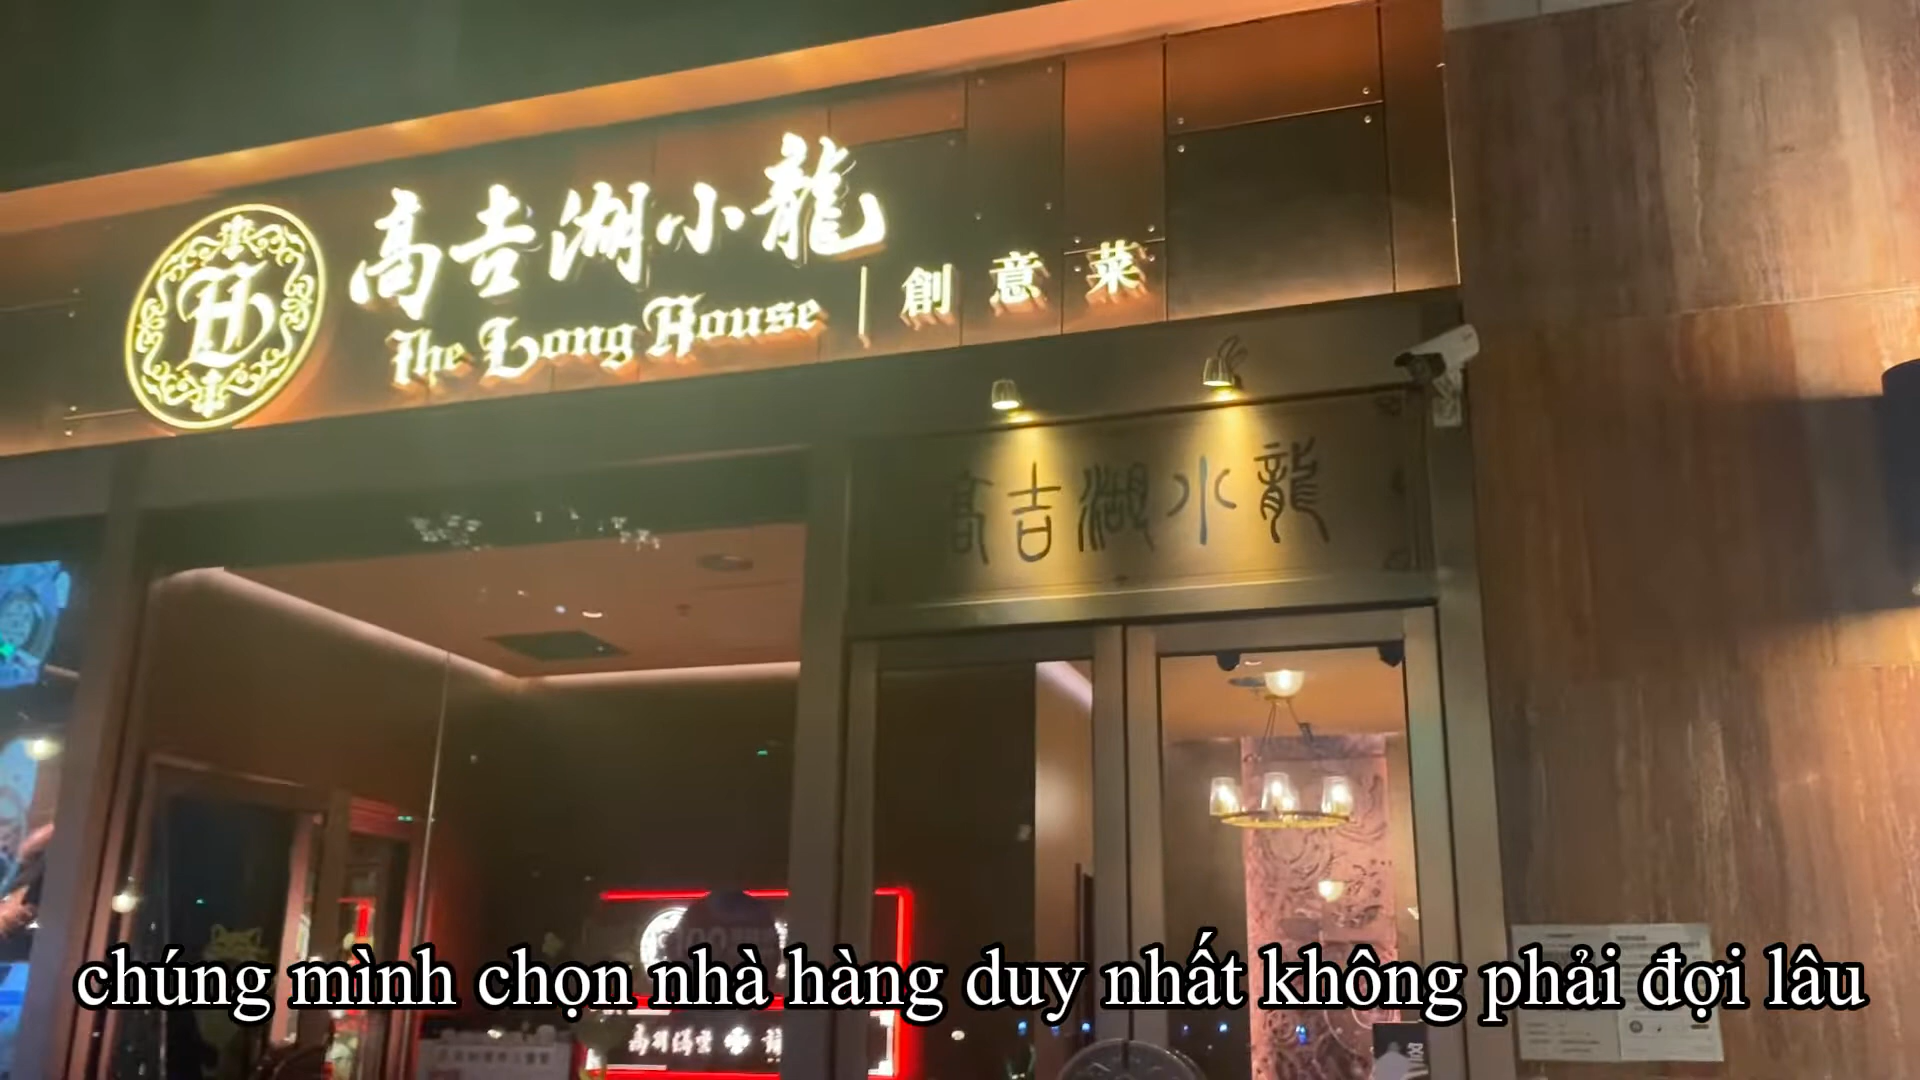 高吉湖小龍
The Long House
創意菜
高吉湖水龍
chúng mình chọn nhà hàng duy nhất không phải đợi lâu